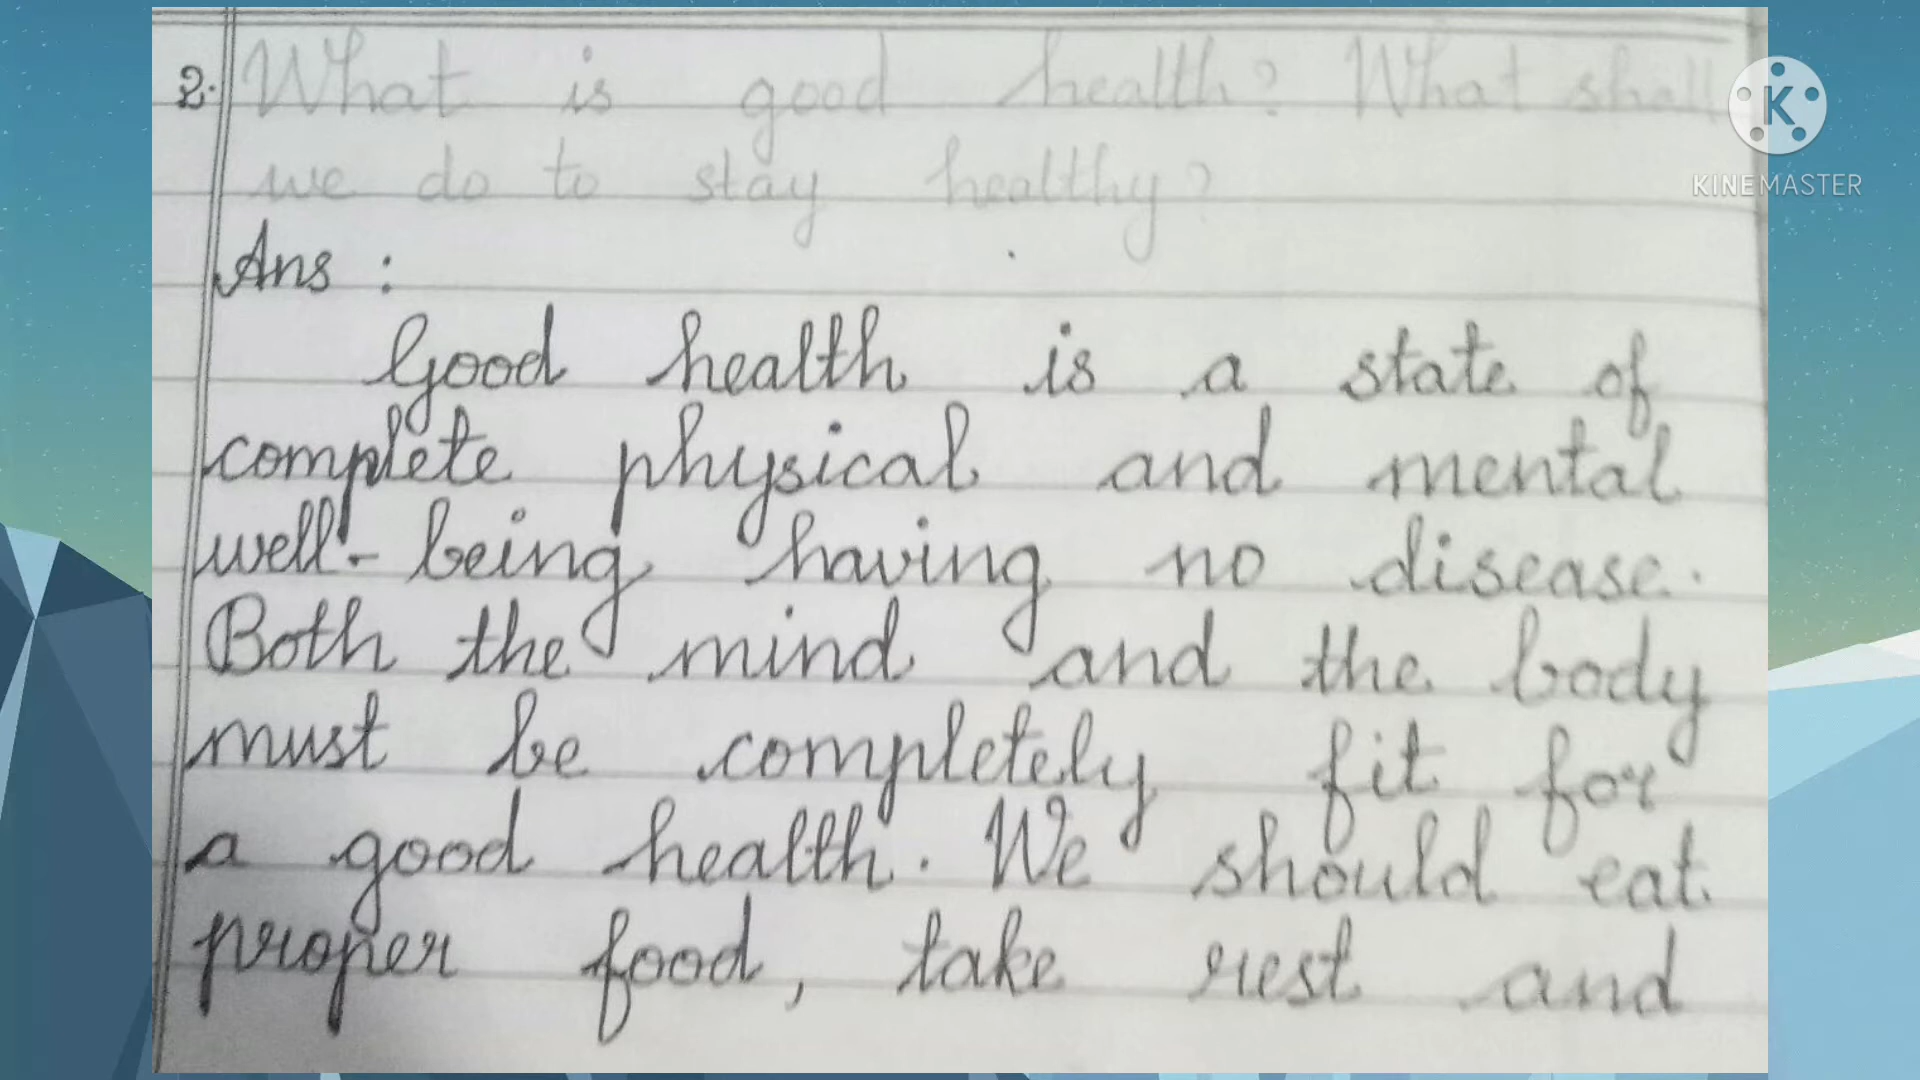 2. What is good health? What shall
we do to stay healthy?
Ans :
Good health is a state of
complete physical and mental
well-being having no disease.
Both the mind and the body
must be completely fit for
a good health. We should eat
proper food, take rest and
K
KINEMASTER